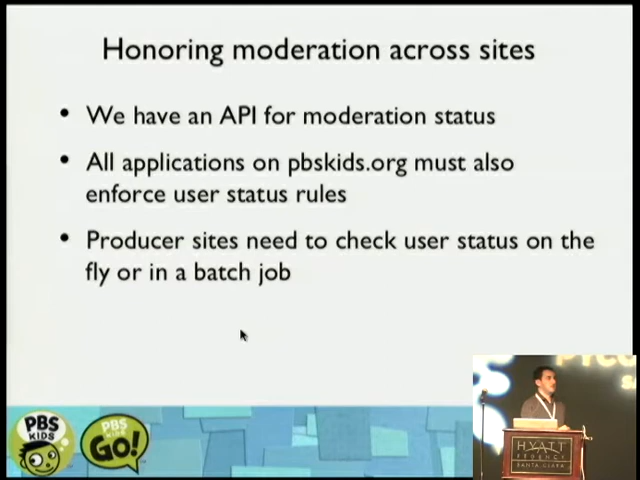 Honoring moderation across sites
• We have an API for moderation status
• All applications on pbskids.org must also
enforce user status rules
• Producer sites need to check user status on the
fly or in a batch job
PBS
KIDS
PBS
KIDS
GO!
HYATT
REGENCY
SANTA CLARA